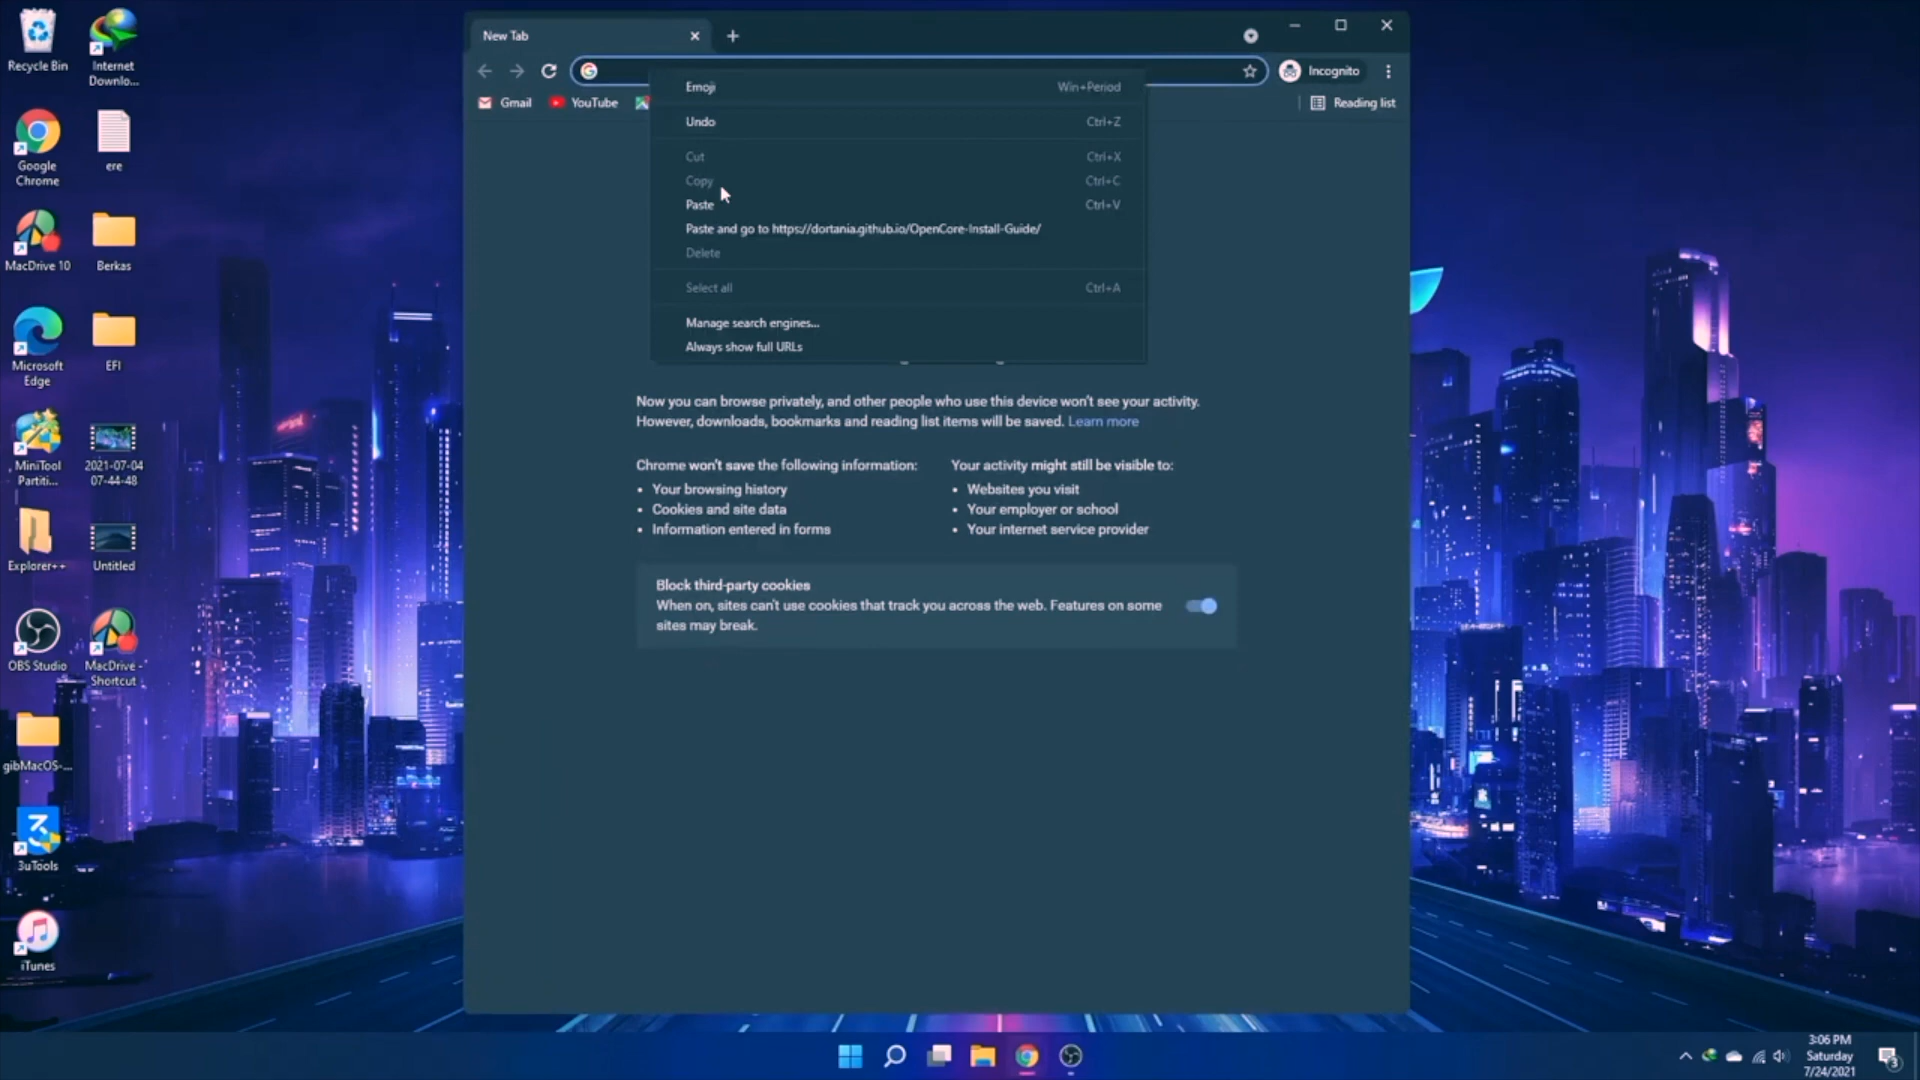 Recycle Bin
Internet
Downlo...
Google
Chrome
ere
MacDrive 10
Berkas
Microsoft
Edge
EFI
MiniTool
Partiti...
2021-07-04
07-44-48
Explorer++
Untitled
OBS Studio
MacDrive -
Shortcut
gibMacOS-...
3uTools
iTunes
New Tab
Incognito
Gmail
YouTube
Reading list
Emoji Win+Period
Undo Ctrl+Z
Cut Ctrl+X
Copy Ctrl+C
Paste Ctrl+V
Paste and go to https://dortania.github.io/OpenCore-Install-Guide/
Delete
Select all Ctrl+A
Manage search engines...
Always show full URLs
Now you can browse privately, and other people who use this device won't see your activity.
However, downloads, bookmarks and reading list items will be saved. Learn more
Chrome won't save the following information:
• Your browsing history
• Cookies and site data
• Information entered in forms
Your activity might still be visible to:
• Websites you visit
• Your employer or school
• Your internet service provider
Block third-party cookies
When on, sites can't use cookies that track you across the web. Features on some
sites may break.
3:06 PM
Saturday
7/24/2021
3